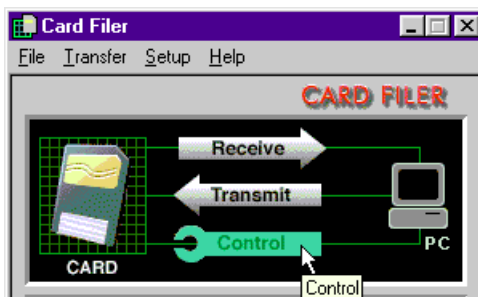 Card Filer
File Transfer Setup Help
CARD FILER
Receive
Transmit
Control
PC
CARD
Control